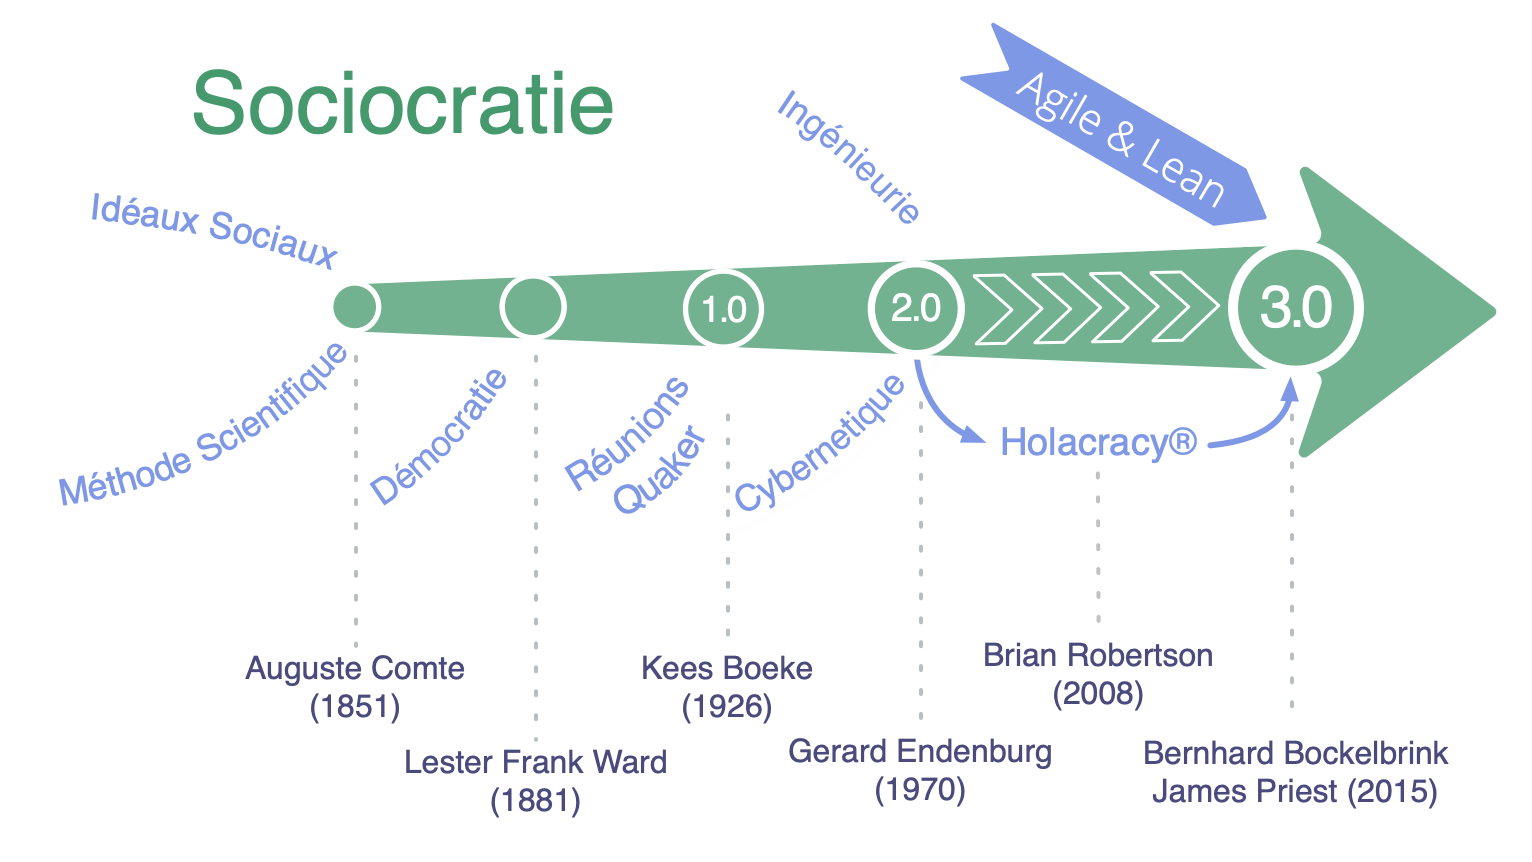 Sociocratie
Idéaux Sociaux
Ingénieurie
Agile & Lean
1.0
2.0
3.0
Méthode Scientifique
Démocratie
Réunions
Quaker
Cybernetique
Holacracy®
Auguste Comte
(1851)
Lester Frank Ward
(1881)
Kees Boeke
(1926)
Gerard Endenburg
(1970)
Brian Robertson
(2008)
Bernhard Bockelbrink
James Priest (2015)